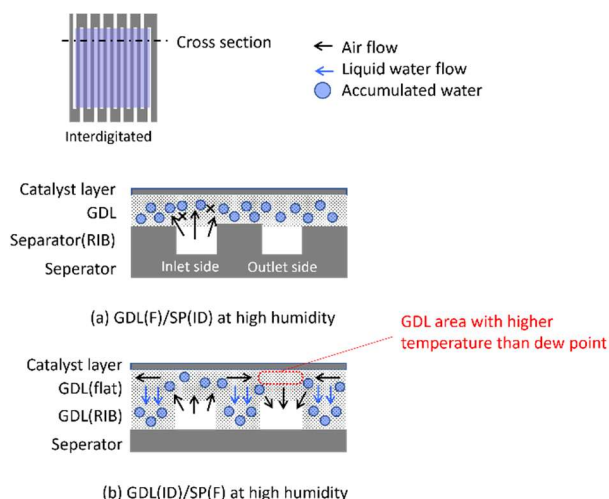 Cross section
Interdigitated
Air flow
Liquid water flow
Accumulated water
Catalyst layer
GDL
Separator(RIB)
Seperator
Inlet side
Outlet side
(a) GDL(F)/SP(ID) at high humidity
GDL area with higher
temperature than dew point
Catalyst layer
GDL(flat)
GDL(RIB)
Seperator
(b) GDL(ID)/SP(F) at high humidity